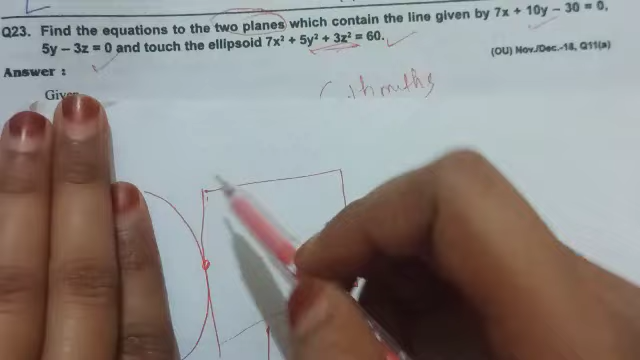 Q23. Find the equations to the two planes which contain the line given by 7x + 10y – 30 = 0,
5y – 3z = 0 and touch the ellipsoid 7x² + 5y² + 3z² = 60.
(OU) Nov./Dec.-18, Q11(a)
Answer :